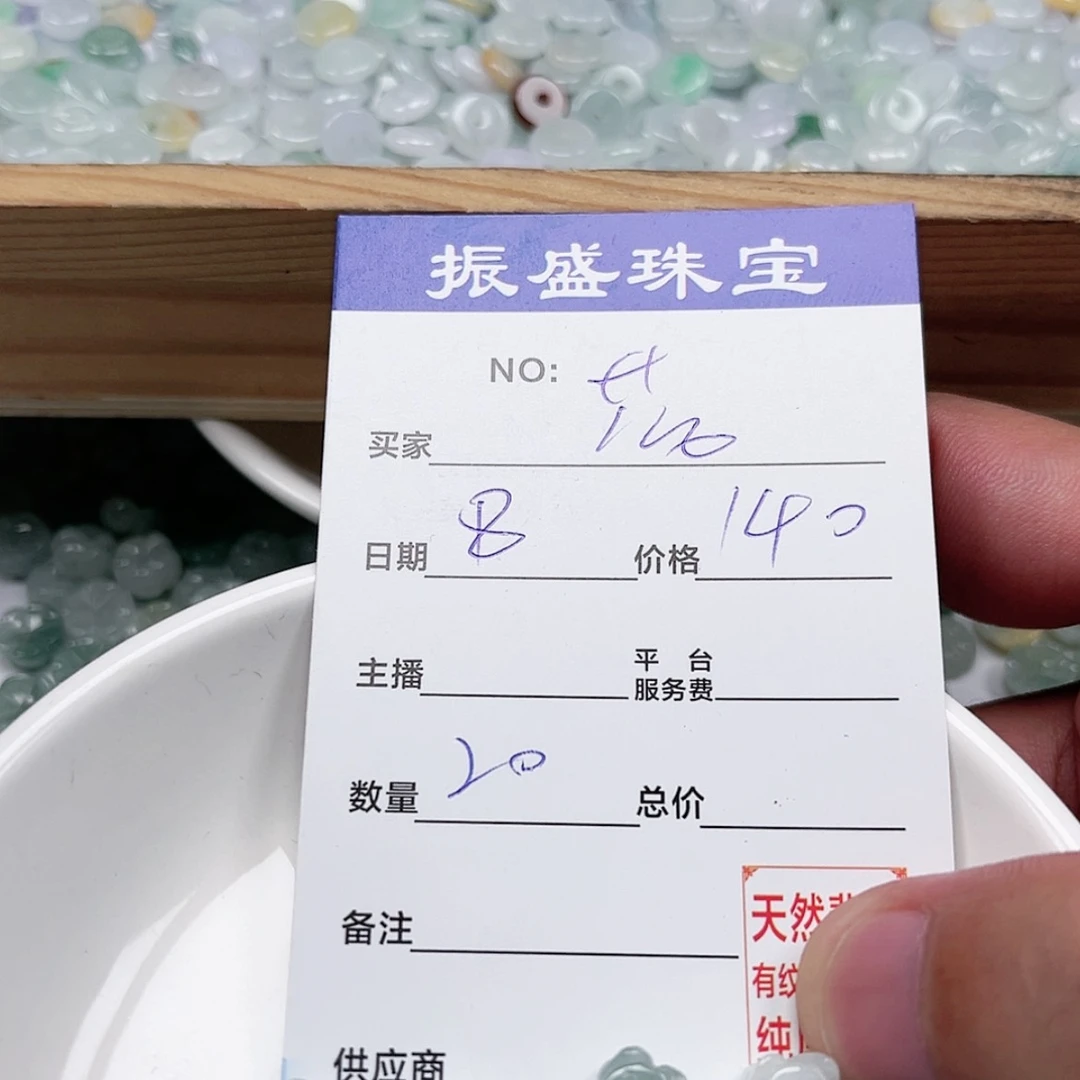 振盛珠宝
NO:
买家
日期 8 价格 140
主播 平 台
服务费
数量 20 总价
备注
天然
有纹
纯
供应商